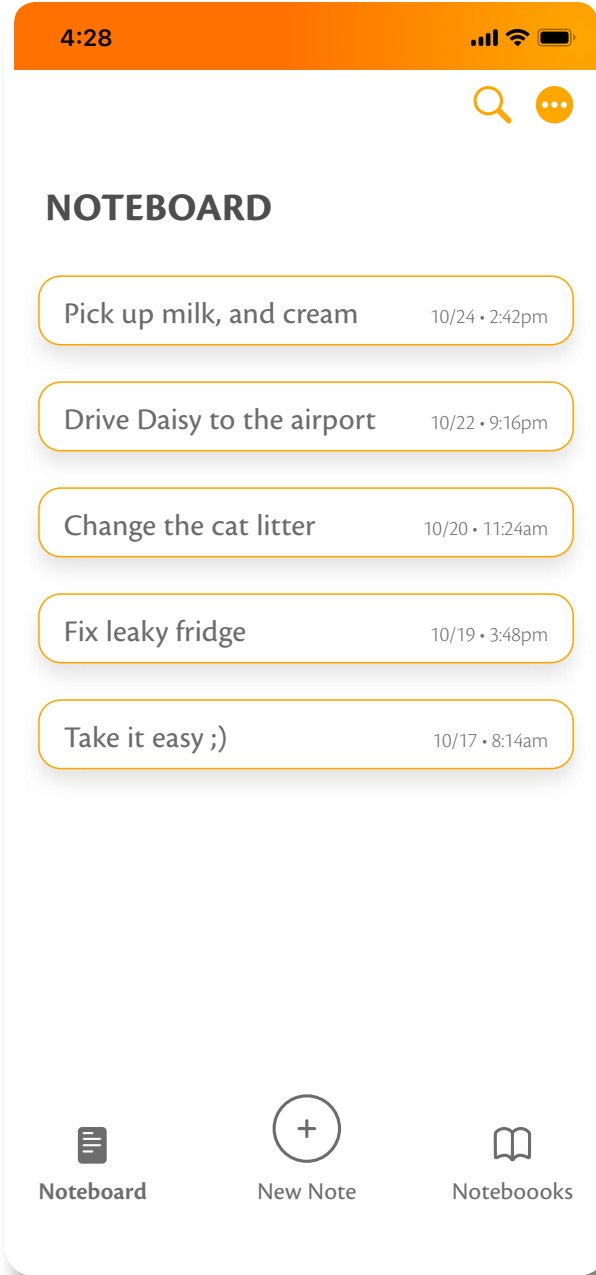 4:28
NOTEBOARD
Pick up milk, and cream 10/24 • 2:42pm
Drive Daisy to the airport 10/22 • 9:16pm
Change the cat litter 10/20 • 11:24am
Fix leaky fridge 10/19 • 3:48pm
Take it easy ;) 10/17 • 8:14am
Noteboard New Note Noteboooks